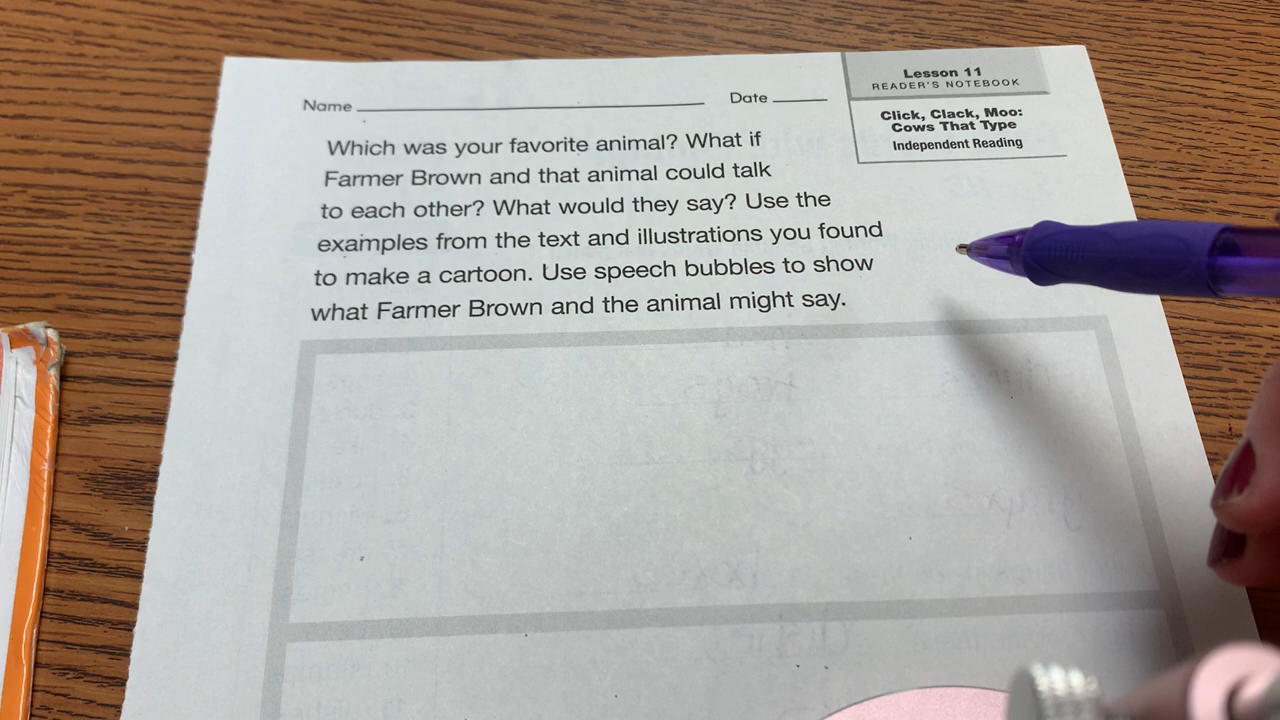 Lesson 11
READER'S NOTEBOOK
Name
Date
Click, Clack, Moo:
Cows That Type
Independent Reading
Which was your favorite animal? What if
Farmer Brown and that animal could talk
to each other? What would they say? Use the
examples from the text and illustrations you found
to make a cartoon. Use speech bubbles to show
what Farmer Brown and the animal might say.